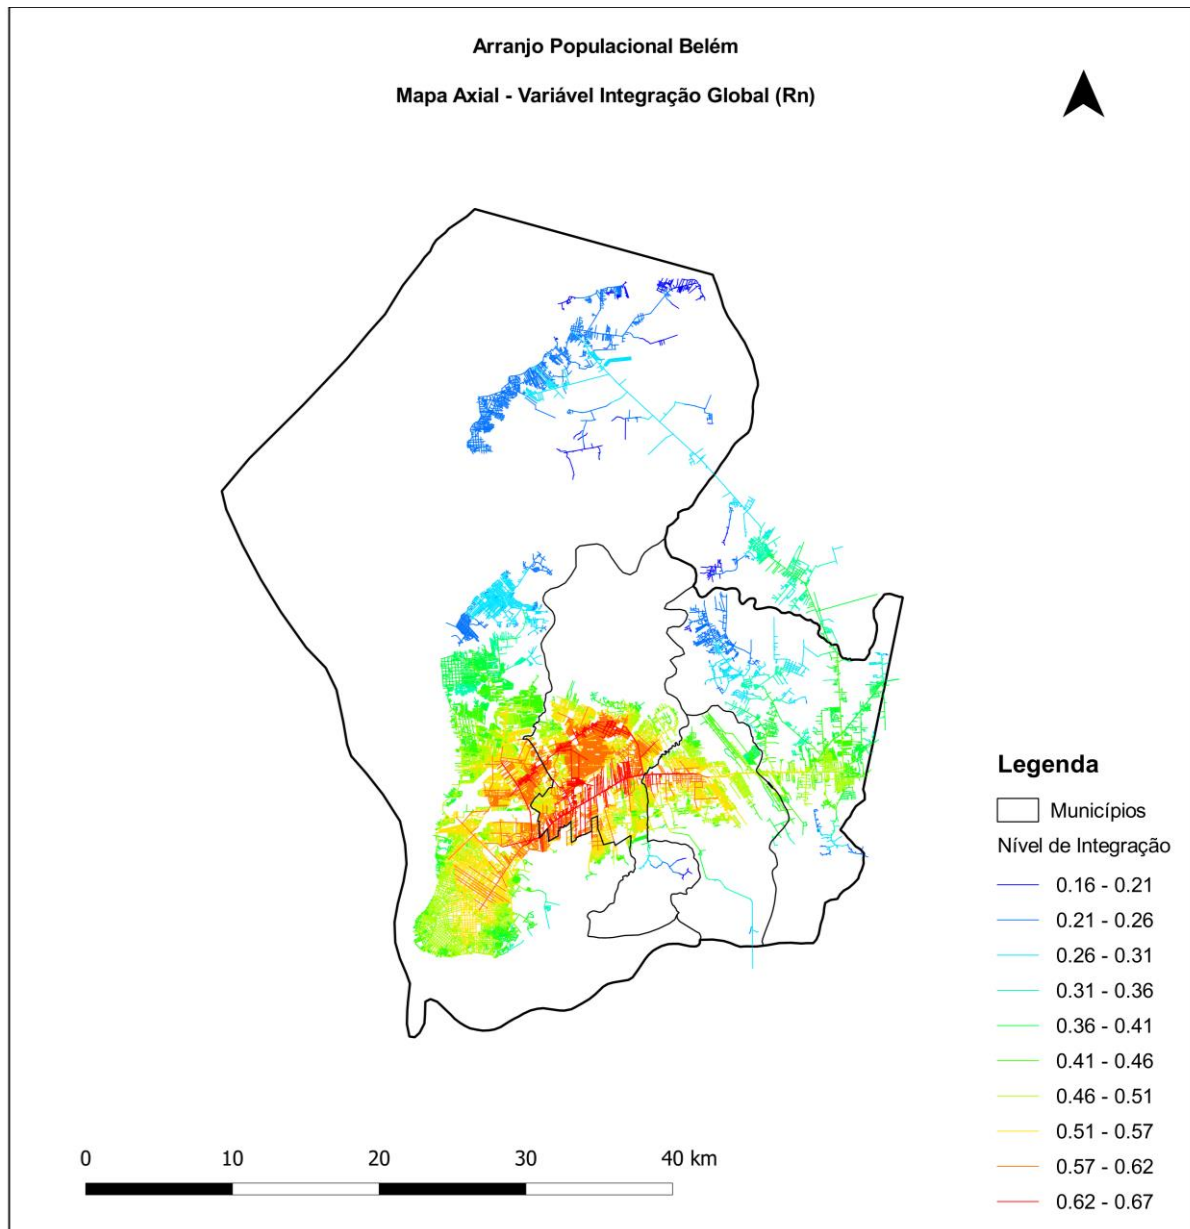 Arranjo Populacional Belém
Mapa Axial - Variável Integração Global (Rn)
Legenda
Municípios
Nível de Integração
0.16 - 0.21
0.21 - 0.26
0.26 - 0.31
0.31 - 0.36
0.36 - 0.41
0.41 - 0.46
0.46 - 0.51
0.51 - 0.57
0.57 - 0.62
0.62 - 0.67
0 10 20 30 40 km